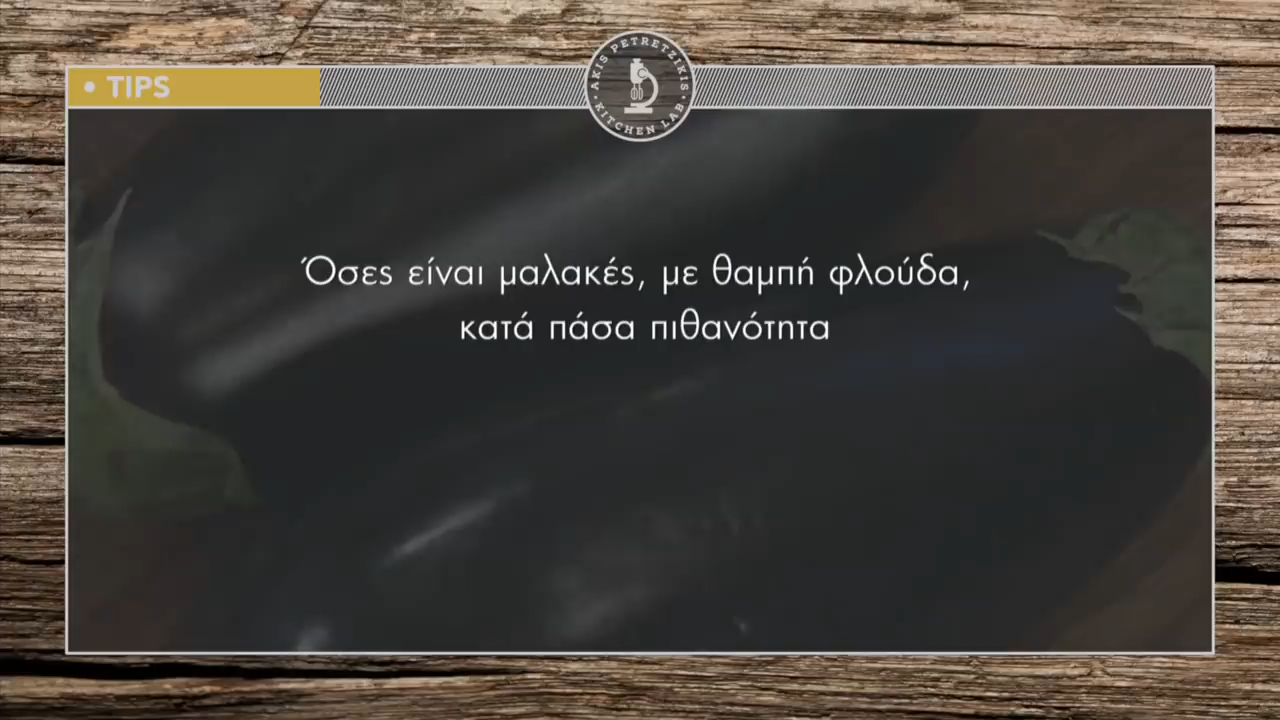 • TIPS
AKIS PETRETZIKIS
• KITCHEN LAB •
Όσες είναι μαλακές, με θαμπή φλούδα,
κατά πάσα πιθανότητα